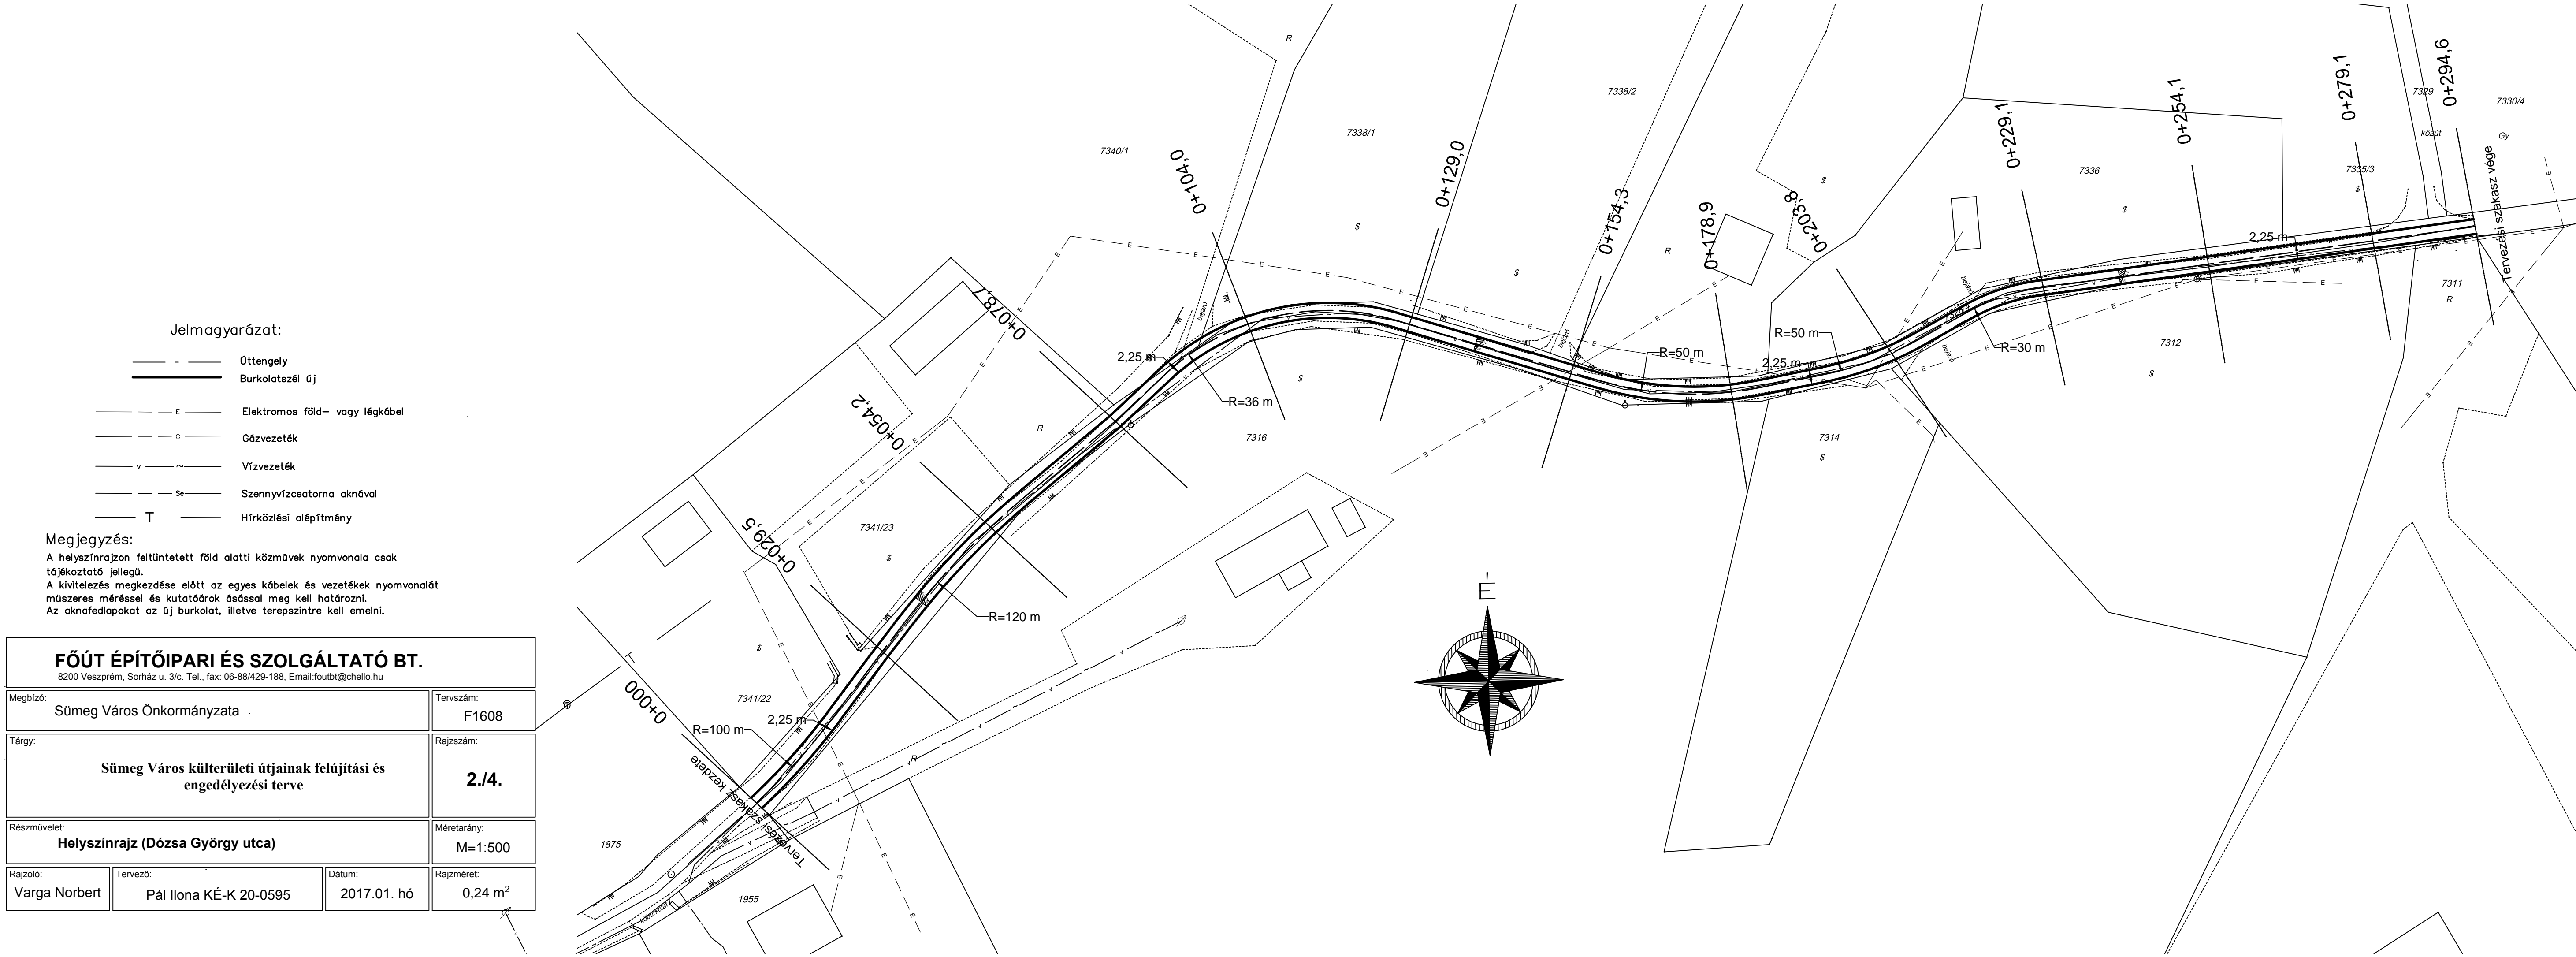 Jelmagyarázat:
Úttengely
Burkolatszél új
E
Elektromos föld– vagy légkábel
G
Gázvezeték
v
Vízvezeték
Se
Szennyvízcsatorna aknával
T
Hírközlési alépítmény
Megjegyzés:
A helyszínrajzon feltüntetett föld alatti közművek nyomvonala csak
tájékoztató jellegű.
A kivitelezés megkezdése előtt az egyes kábelek és vezetékek nyomvonalát
műszeres méréssel és kutatóárok ásással meg kell határozni.
Az aknafedlapokat az új burkolat, illetve terepszintre kell emelni.
FŐÚT ÉPÍTŐIPARI ÉS SZOLGÁLTATÓ BT.
8200 Veszprém, Sorház u. 3/c. Tel., fax: 06-88/429-188, Email:foutbt@chello.hu
Megbízó:
Sümeg Város Önkormányzata
Tervszám:
F1608
Tárgy:
Sümeg Város külterületi útjainak felújítási és
engedélyezési terve
Rajzszám:
2./4.
Részművelet:
Helyszínrajz (Dózsa György utca)
Méretarány:
M=1:500
Rajzoló:
Varga Norbert
Tervező:
Pál Ilona KÉ-K 20-0595
Dátum:
2017.01. hó
Rajzméret:
0,24 m²
0+000
Tervezési szakasz kezdete
0+029,5
0+054,2
0+078,7
0+104,0
0+129,0
0+154,3
0+178,9
0+203,8
0+229,1
0+254,1
0+279,1
0+294,6
Tervezési szakasz vége
R=100 m
2,25 m
R=120 m
2,25 m
R=36 m
R=50 m
R=50 m
2,25 m
R=30 m
2,25 m
1875
1955
7341/22
7341/23
7340/1
7338/1
7338/2
7316
7314
7336
7312
7335/3
7329
közút
7330/4
Gy
7311
R
bejáró
bejáró
bejáró
bejáró
É